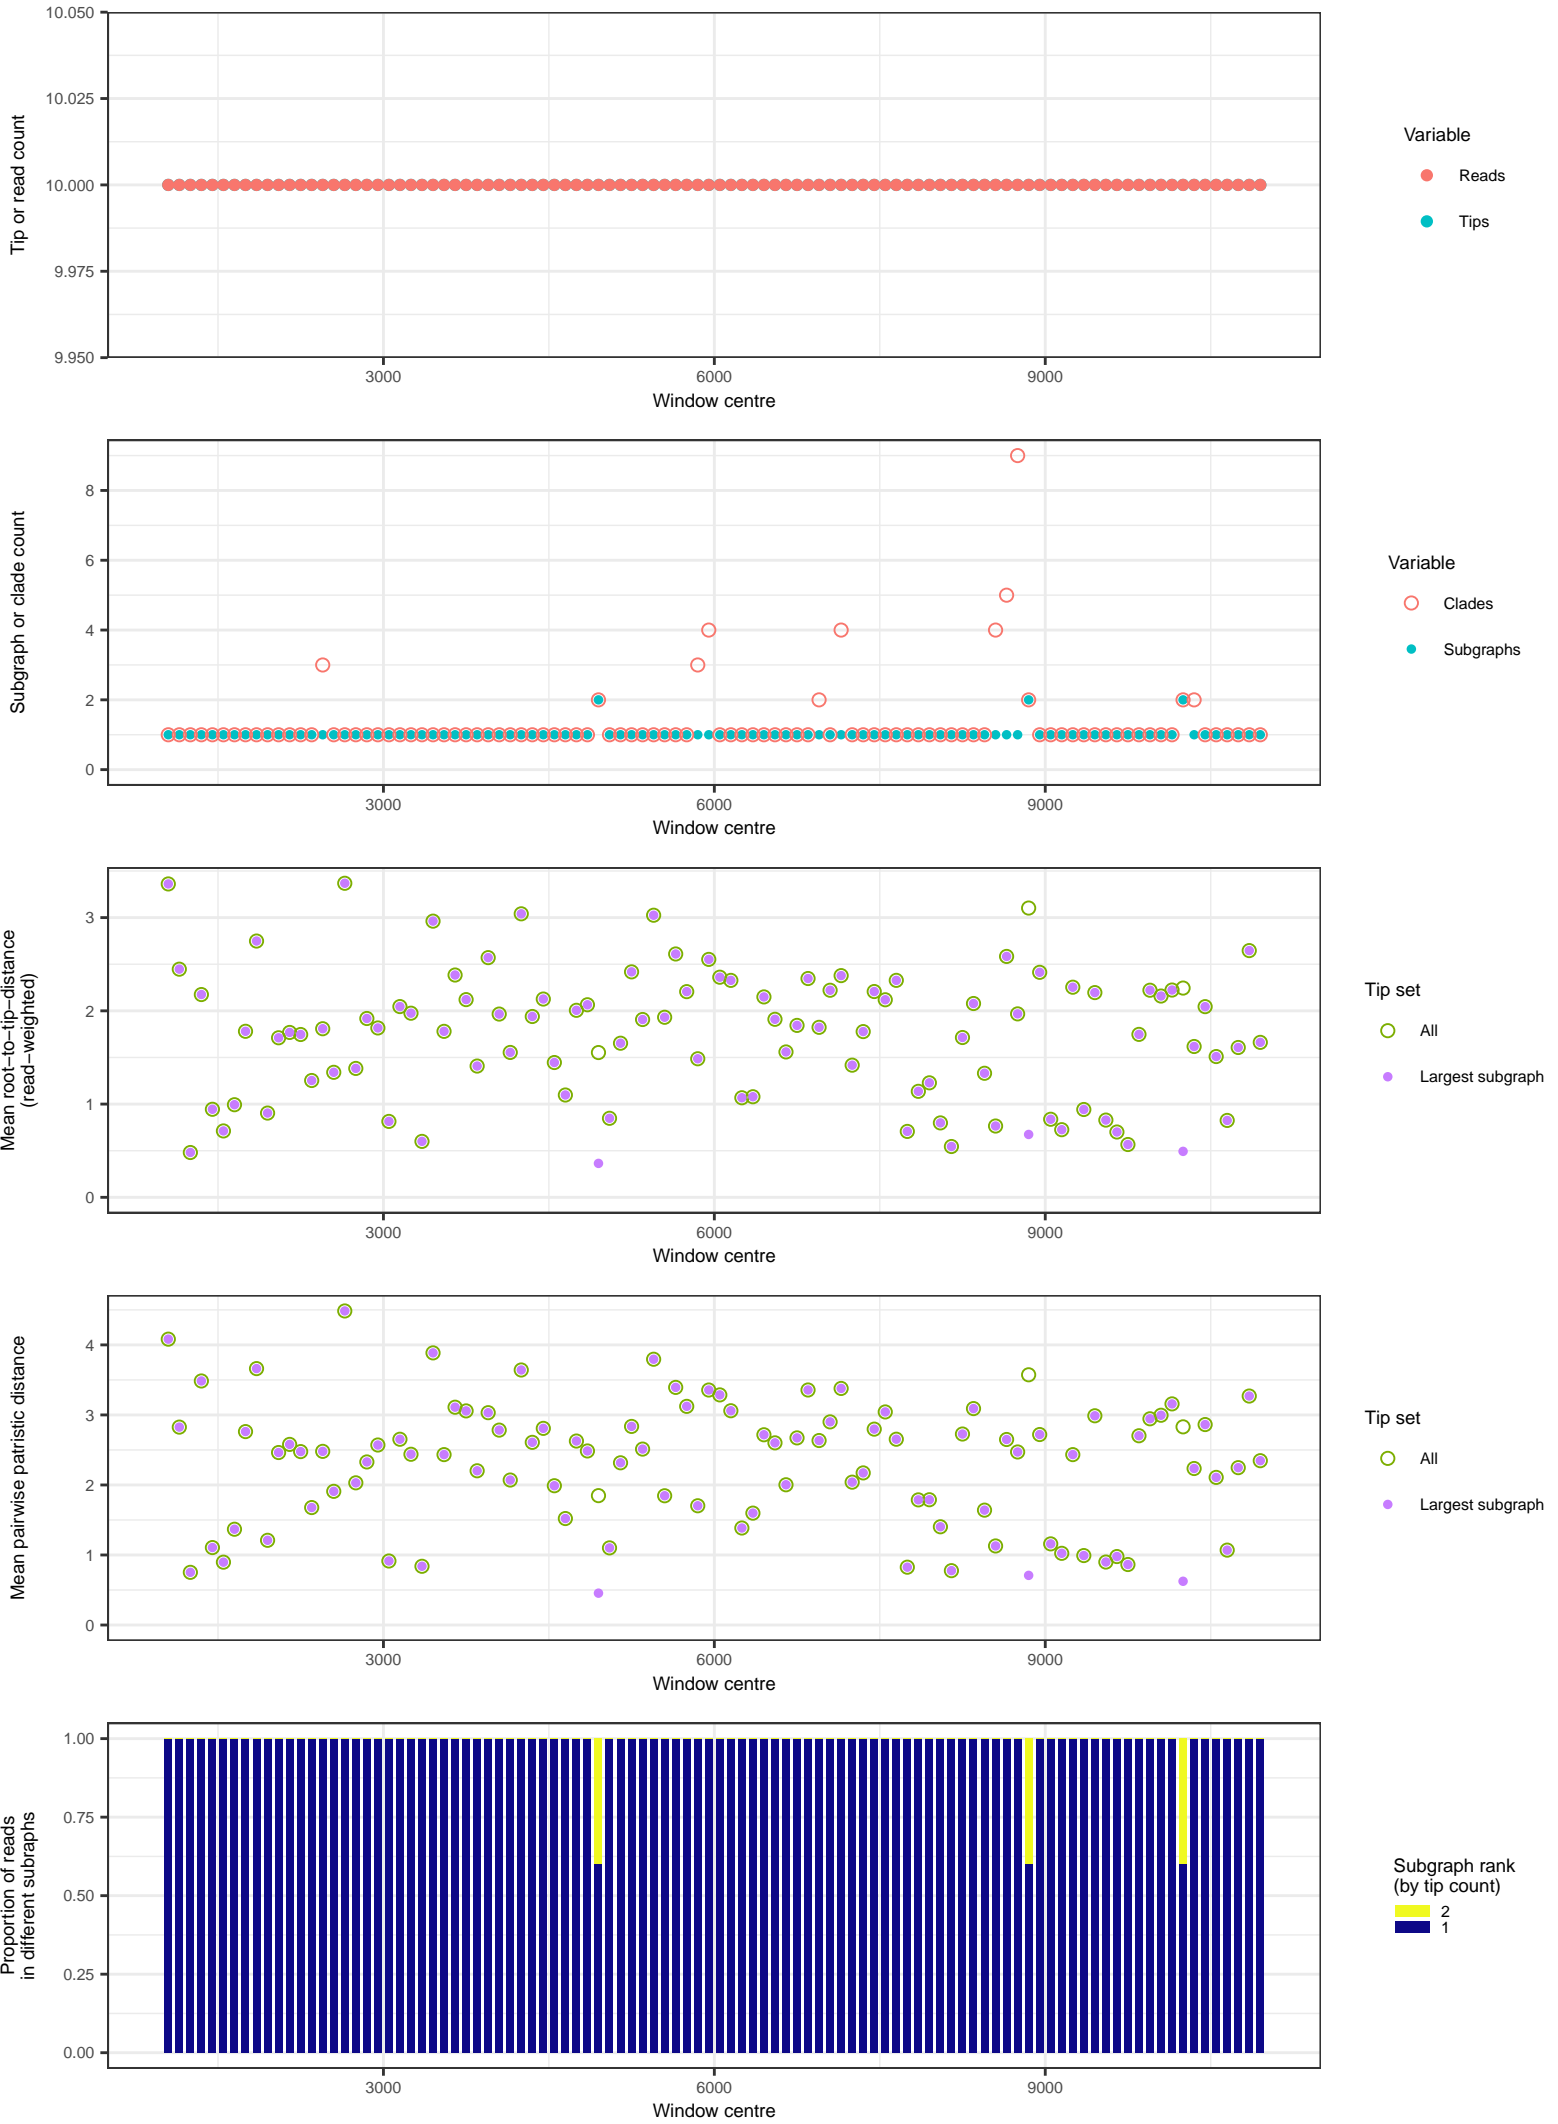 10.050
10.025
10.000
9.975
9.950
Tip or read count
3000 6000 9000
Window centre
Variable
Reads
Tips
8
6
4
2
0
Subgraph or clade count
3000 6000 9000
Window centre
Variable
Clades
Subgraphs
3
2
1
0
Mean root−to−tip−distance
(read−weighted)
3000 6000 9000
Window centre
Tip set
All
Largest subgraph
4
3
2
1
0
Mean pairwise patristic distance
3000 6000 9000
Window centre
Tip set
All
Largest subgraph
1.00
0.75
0.50
0.25
0.00
Proportion of reads
in different subraphs
3000 6000 9000
Window centre
Subgraph rank
(by tip count)
2
1